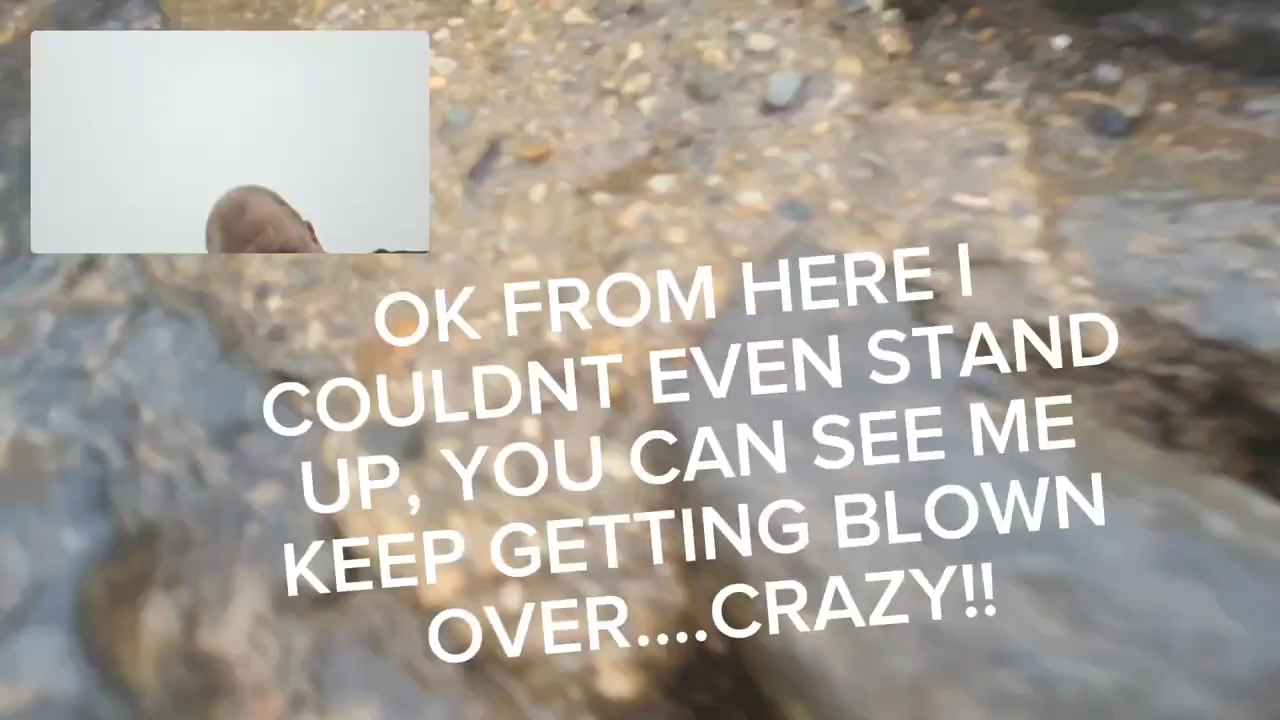 OK FROM HERE I
COULDNT EVEN STAND
UP, YOU CAN SEE ME
KEEP GETTING BLOWN
OVER....CRAZY!!